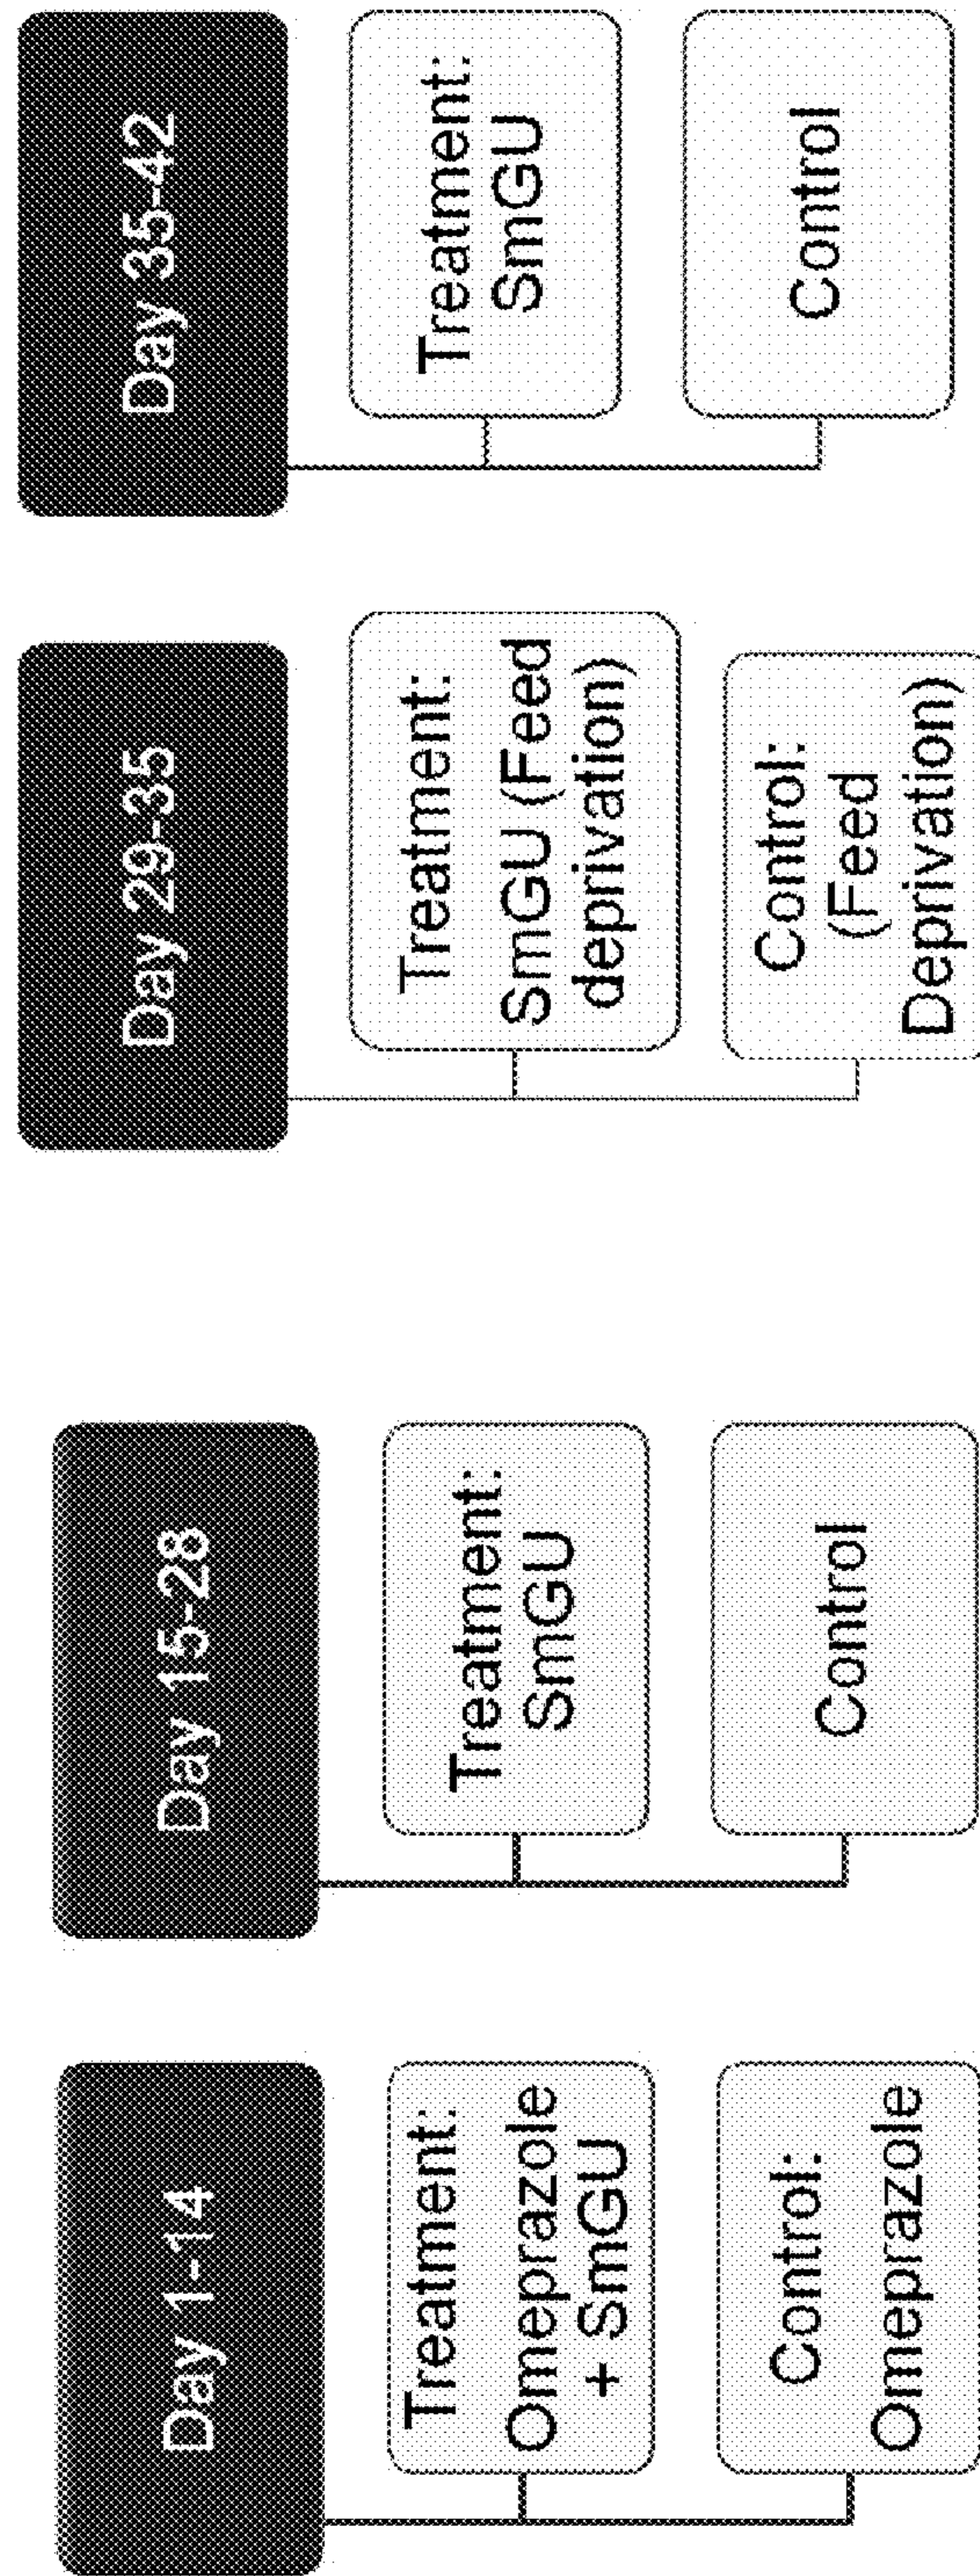 Day 1-14
Treatment:
Omeprazole
+ SmGU
Control:
Omeprazole
Day 15-28
Treatment:
SmGU
Control
Day 29-35
Treatment:
SmGU (Feed
deprivation)
Control:
(Feed
Deprivation)
Day 35-42
Treatment:
SmGU
Control